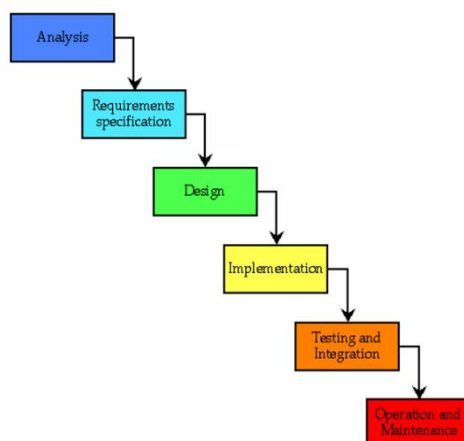 Analysis
Requirements
specification
Design
Implementation
Testing and
Integration
Operation and
Maintenance